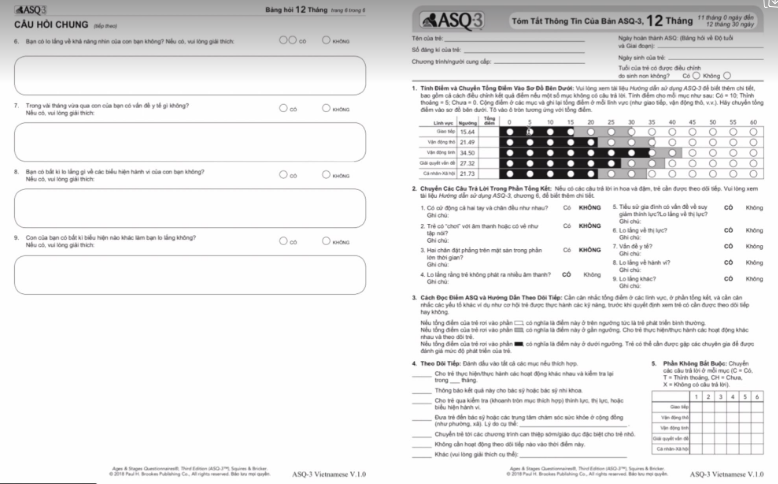 ASQ3
Bảng hỏi 12 Tháng trang 6 trong 6
CÂU HỎI CHUNG (tiếp theo)
6. Bạn có lo lắng về khả năng nhìn của con bạn không? Nếu có, vui lòng giải thích: CÓ KHÔNG
7. Trong vài tháng vừa qua con của bạn có vấn đề y tế gì không? CÓ KHÔNG
Nếu có, vui lòng giải thích:
8. Bạn có bất kì lo lắng gì về các biểu hiện hành vi của con bạn không? CÓ KHÔNG
Nếu có, vui lòng giải thích:
9. Con của bạn có bất kì biểu hiện nào khác làm bạn lo lắng không? CÓ KHÔNG
Nếu có, vui lòng giải thích:
Ages & Stages Questionnaires®, Third Edition (ASQ-3™), Squires & Bricker
© 2018 Paul H. Brookes Publishing Co., All rights reserved. Bảo lưu mọi quyền.
ASQ-3 Vietnamese V.1.0
ASQ3
Tóm Tắt Thông Tin Của Bản ASQ-3, 12 Tháng 11 tháng 0 ngày đến
12 tháng 30 ngày
Tên của trẻ: Ngày hoàn thành ASQ: (Bảng hỏi về Độ tuổi
Số đăng kí của trẻ: và Giai đoạn):
Chương trình/người cung cấp: Ngày sinh của trẻ:
Tuổi của trẻ có được điều chỉnh
do sinh non không? Có Không
1. Tính Điểm và Chuyển Tổng Điểm Vào Sơ Đồ Bên Dưới: Vui lòng xem tài liệu Hướng dẫn sử dụng ASQ-3 để biết thêm chi tiết,
bao gồm cả cách điều chỉnh kết quả điểm nếu một số mục không có câu trả lời. Tính điểm cho mỗi mục như sau: Có = 10; Thỉnh
thoảng = 5; Chưa = 0. Cộng điểm ở các mục và ghi lại tổng điểm ở mỗi lĩnh vực (như giao tiếp, vận động thô, v.v.). Hãy chuyển tổng
điểm vào sơ đồ bên dưới. Tô vào ô tròn tương ứng với tổng điểm.
Lĩnh vực Ngưỡng Tổng điểm 0 5 10 15 20 25 30 35 40 45 50 55 60
Giao tiếp 15.64
Vận động thô 21.49
Vận động tinh 34.50
Giải quyết vấn đề 27.32
Cá nhân-Xã hội 21.73
2. Chuyển Các Câu Trả Lời Trong Phần Tổng Kết: Nếu có các câu trả lời in hoa và đậm, trẻ cần được theo dõi tiếp. Vui lòng xem
tài liệu Hướng dẫn sử dụng ASQ-3, chương 6, để biết thêm chi tiết.
1. Có cử động cả hai tay và chân đều như nhau? Có KHÔNG
Ghi chú:
2. Trẻ có "chơi" với âm thanh hoặc có vẻ như Có KHÔNG
tập nói?
Ghi chú:
3. Hai chân đặt phẳng trên mặt sàn trong phần Có KHÔNG
lớn thời gian?
Ghi chú:
4. Lo lắng rằng trẻ không phát ra nhiều âm thanh? CÓ Không
Ghi chú:
5. Tiểu sử gia đình có vấn đề về suy CÓ Không
giảm thính lực?Lo lắng về thị lực?
Ghi chú:
6. Lo lắng về thị lực? CÓ Không
Ghi chú:
7. Vấn đề y tế? CÓ Không
Ghi chú:
8. Lo lắng về hành vi? CÓ Không
Ghi chú:
9. Lo lắng khác? CÓ Không
Ghi chú:
3. Cách Đọc Điểm ASQ và Hướng Dẫn Theo Dõi Tiếp: Cần cân nhắc tổng điểm ở các lĩnh vực, ở phần tổng kết, và cần cân
nhắc các yếu tố khác ví dụ như cơ hội trẻ được thực hành các kỹ năng, trước khi quyết định xem trẻ có cần được theo dõi tiếp
hay không.
Nếu tổng điểm của trẻ rơi vào phần , có nghĩa là điểm này ở trên ngưỡng tức là trẻ phát triển bình thường.
Nếu tổng điểm của trẻ rơi vào phần , có nghĩa là điểm này ở gần ngưỡng. Cho trẻ thực hiện/thực hành các hoạt động khác
nhau và theo dõi trẻ.
Nếu tổng điểm của trẻ rơi vào phần , có nghĩa là điểm này ở dưới ngưỡng. Trẻ có thể cần được gặp các chuyên gia để được
đánh giá mức độ phát triển của trẻ.
4. Theo Dõi Tiếp: Đánh dấu vào tất cả các mục nếu thích hợp.
Cho trẻ thực hiện/thực hành các hoạt động khác nhau và kiểm tra lại
trong ___ tháng.
Thông báo kết quả này cho bác sỹ hoặc bác sỹ nhi khoa.
Cho trẻ qua kiểm tra (khoanh tròn mục thích hợp) thính lực, thị lực, hoặc
biểu hiện hành vi.
Đưa trẻ đến bác sỹ hoặc các trung tâm chăm sóc sức khỏe ở cộng đồng
(như phường, xã). Lý do cụ thể:
Chuyển trẻ tới các chương trình can thiệp sớm/giáo dục đặc biệt cho trẻ nhỏ.
Không cần hoạt động theo dõi tiếp nào vào thời điểm này.
Khác (vui lòng giải thích cụ thể):
5. Phần Không Bắt Buộc: Chuyển
các câu trả lời ở mỗi mục (C = Có,
T = Thỉnh thoảng, CH = Chưa,
X = Không có câu trả lời).
1 2 3 4 5 6
Giao tiếp
Vận động thô
Vận động tinh
Giải quyết vấn đề
Cá nhân-Xã hội
Ages & Stages Questionnaires®, Third Edition (ASQ-3™), Squires & Bricker
© 2018 Paul H. Brookes Publishing Co., All rights reserved. Bảo lưu mọi quyền.
ASQ-3 Vietnamese V.1.0